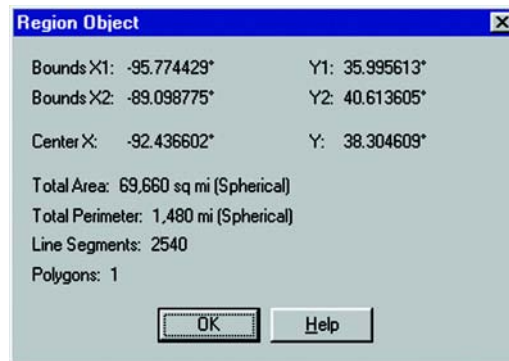 Region Object
Bounds X1: -95.774429° Y1: 35.995613°
Bounds X2: -89.098775° Y2: 40.613605°
Center X: -92.436602° Y: 38.304609°
Total Area: 69,660 sq mi (Spherical)
Total Perimeter: 1,480 mi (Spherical)
Line Segments: 2540
Polygons: 1
OK Help